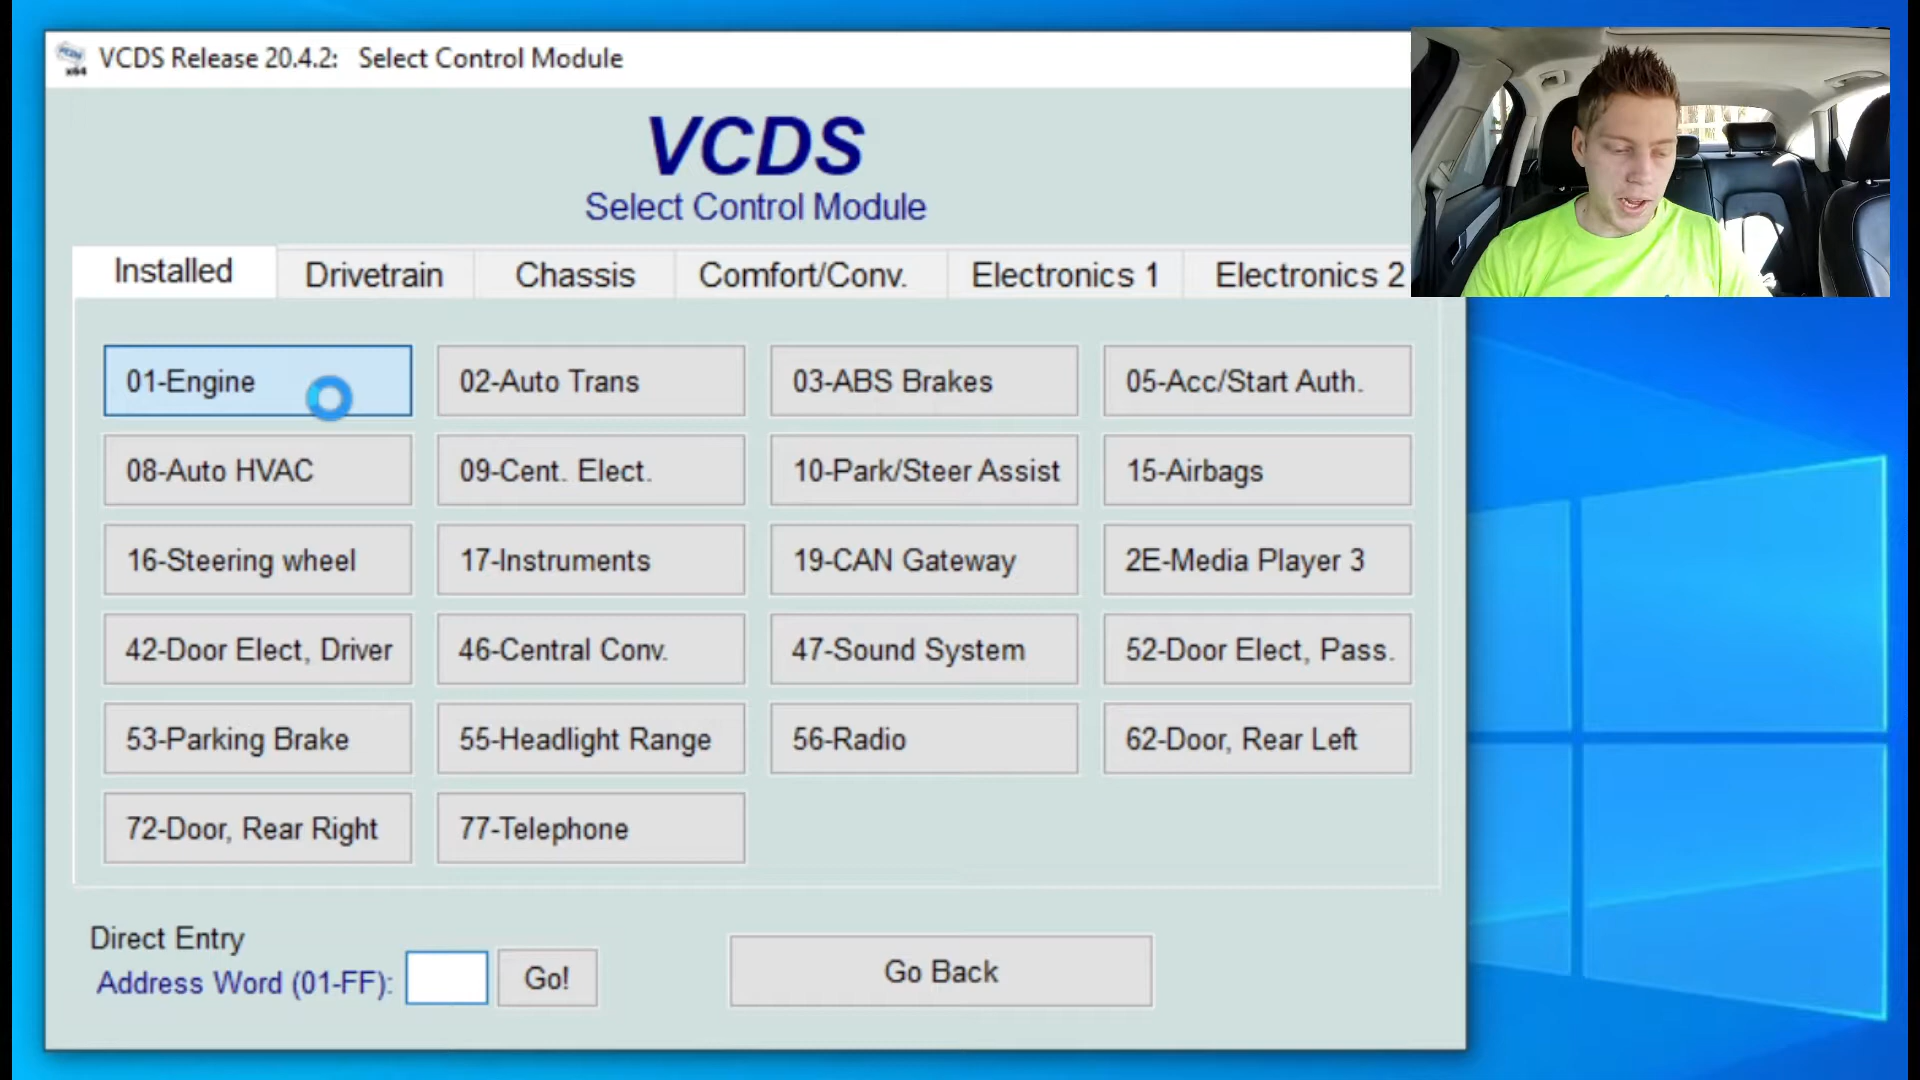 VCDS Release 20.4.2: Select Control Module
VCDS
Select Control Module
Installed Drivetrain Chassis Comfort/Conv. Electronics 1 Electronics 2
01-Engine 02-Auto Trans 03-ABS Brakes 05-Acc/Start Auth.
08-Auto HVAC 09-Cent. Elect. 10-Park/Steer Assist 15-Airbags
16-Steering wheel 17-Instruments 19-CAN Gateway 2E-Media Player 3
42-Door Elect, Driver 46-Central Conv. 47-Sound System 52-Door Elect, Pass.
53-Parking Brake 55-Headlight Range 56-Radio 62-Door, Rear Left
72-Door, Rear Right 77-Telephone
Direct Entry
Address Word (01-FF): Go! Go Back